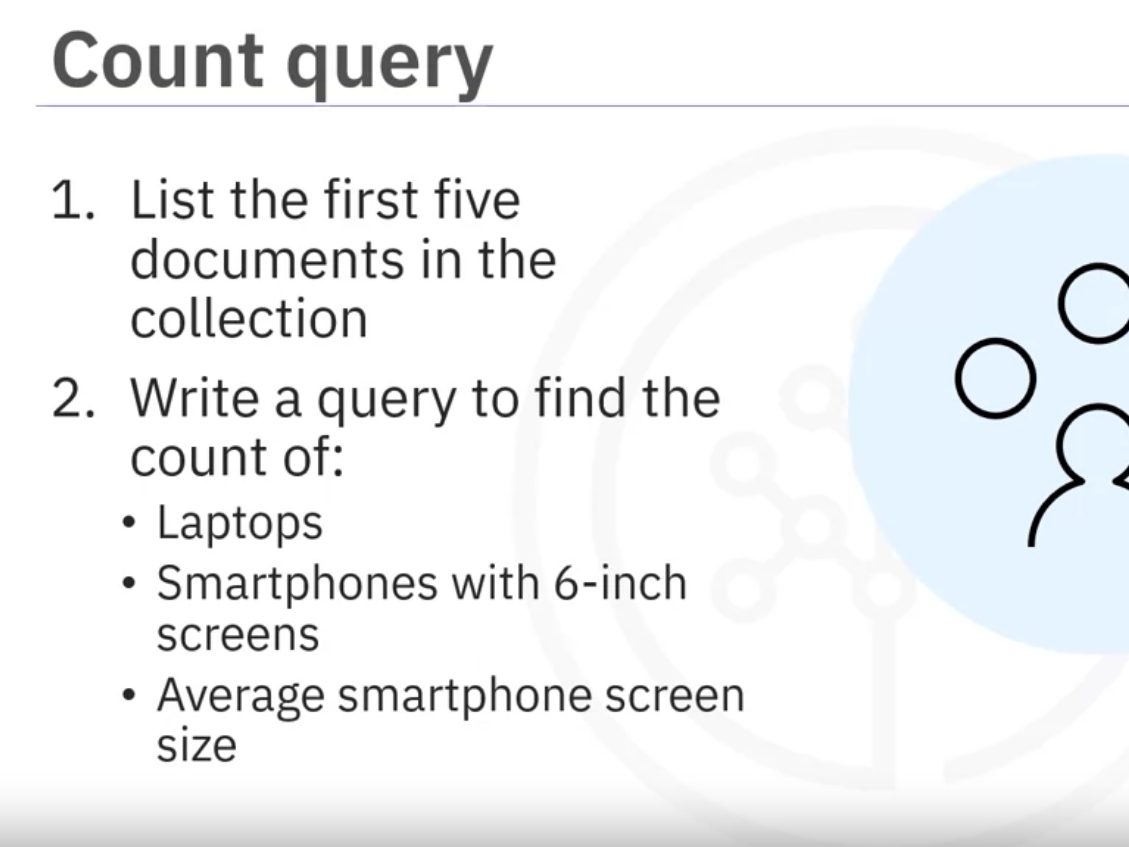 Count query
1. List the first five
documents in the
collection
2. Write a query to find the
count of:
• Laptops
• Smartphones with 6-inch
screens
• Average smartphone screen
size